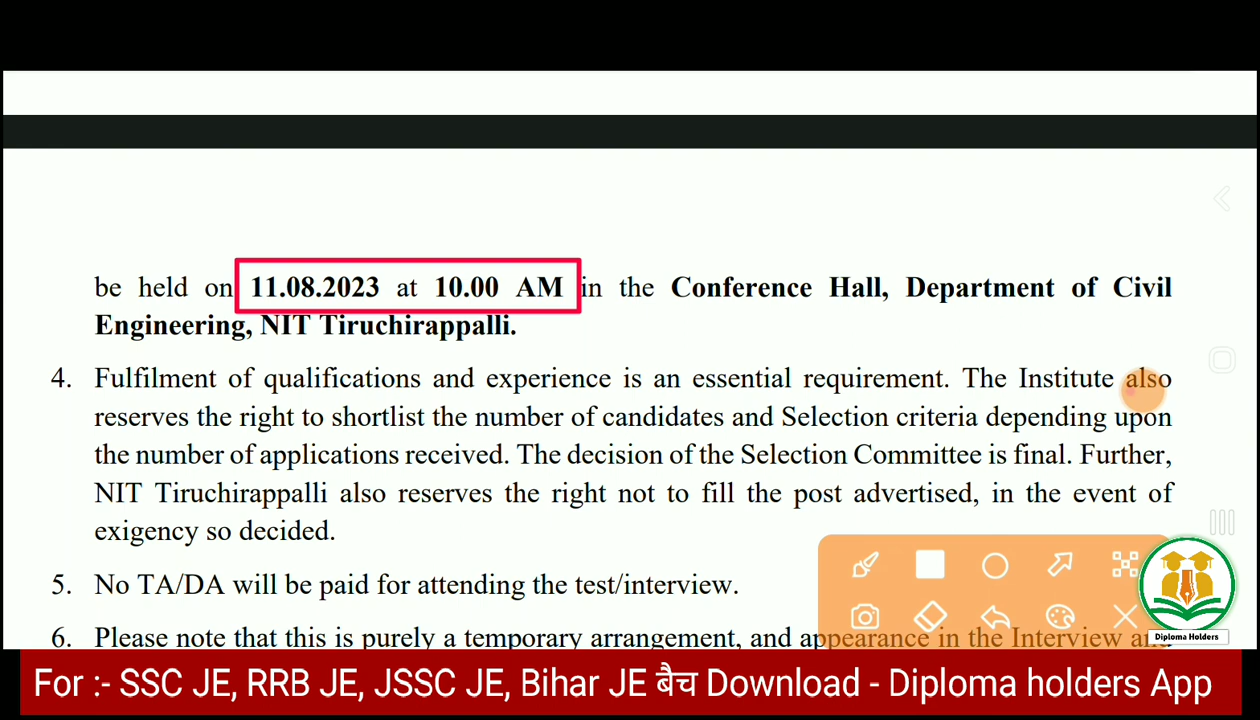 be held on 11.08.2023 at 10.00 AM in the Conference Hall, Department of Civil
Engineering, NIT Tiruchirappalli.
4. Fulfilment of qualifications and experience is an essential requirement. The Institute also
reserves the right to shortlist the number of candidates and Selection criteria depending upon
the number of applications received. The decision of the Selection Committee is final. Further,
NIT Tiruchirappalli also reserves the right not to fill the post advertised, in the event of
exigency so decided.
5. No TA/DA will be paid for attending the test/interview.
6. Please note that this is purely a temporary arrangement, and appearance in the Interview and
Diploma Holders
For :- SSC JE, RRB JE, JSSC JE, Bihar JE बैच Download - Diploma holders App